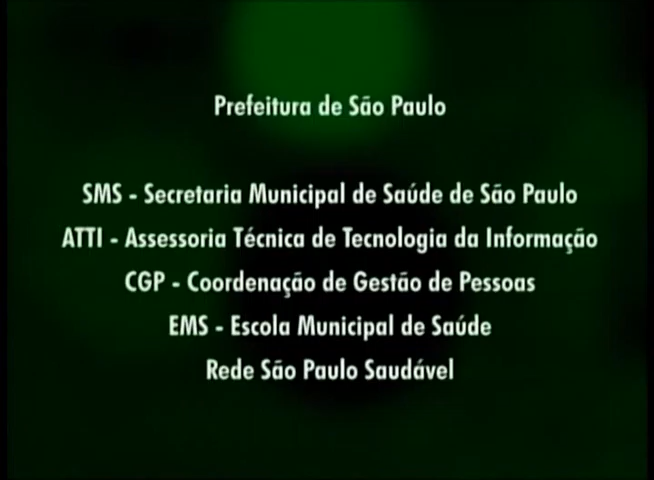 Prefeitura de São Paulo
SMS - Secretaria Municipal de Saúde de São Paulo
ATTI - Assessoria Técnica de Tecnologia da Informação
CGP - Coordenação de Gestão de Pessoas
EMS - Escola Municipal de Saúde
Rede São Paulo Saudável